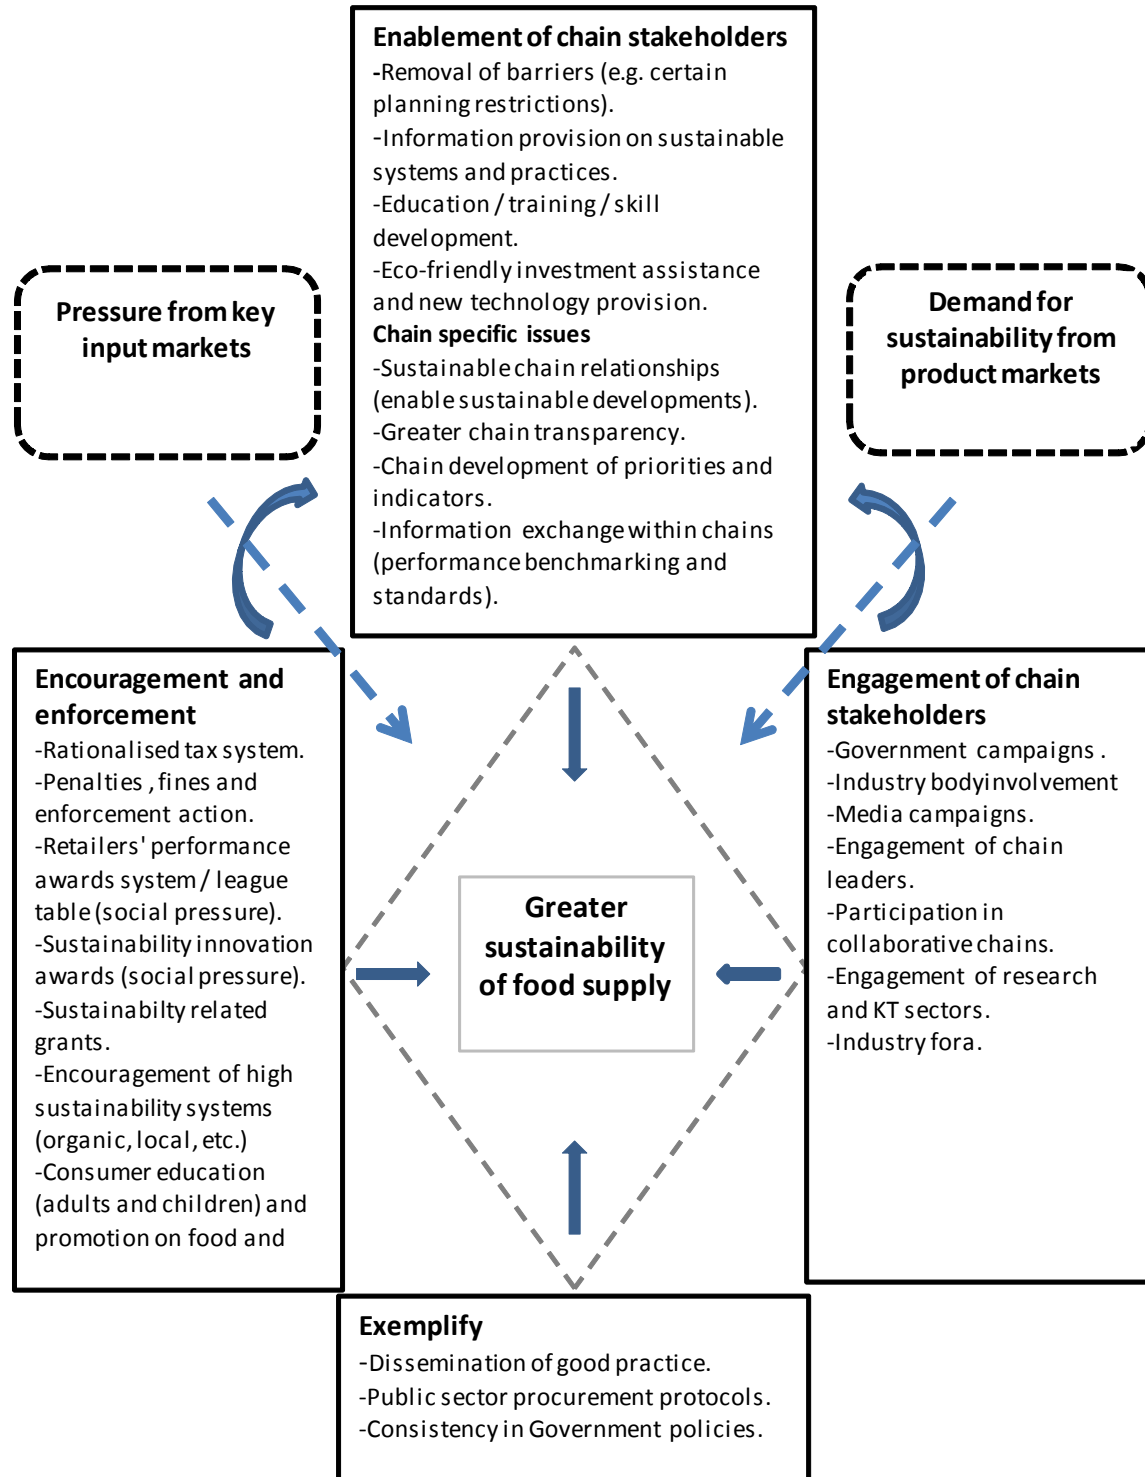 Enablement of chain stakeholders
-Removal of barriers (e.g. certain
planning restrictions).
-Information provision on sustainable
systems and practices.
-Education / training / skill
development.
-Eco-friendly investment assistance
and new technology provision.
Chain specific issues
-Sustainable chain relationships
(enable sustainable developments).
-Greater chain transparency.
-Chain development of priorities and
indicators.
-Information exchange within chains
(performance benchmarking and
standards).
Pressure from key
input markets
Demand for
sustainability from
product markets
Encouragement and
enforcement
-Rationalised tax system.
-Penalties , fines and
enforcement action.
-Retailers' performance
awards system / league
table (social pressure).
-Sustainability innovation
awards (social pressure).
-Sustainabilty related
grants.
-Encouragement of high
sustainability systems
(organic, local, etc.)
-Consumer education
(adults and children) and
promotion on food and
Greater
sustainability
of food supply
Engagement of chain
stakeholders
-Government campaigns .
-Industry bodyinvolvement
-Media campaigns.
-Engagement of chain
leaders.
-Participation in
collaborative chains.
-Engagement of research
and KT sectors.
-Industry fora.
Exemplify
-Dissemination of good practice.
-Public sector procurement protocols.
-Consistency in Government policies.